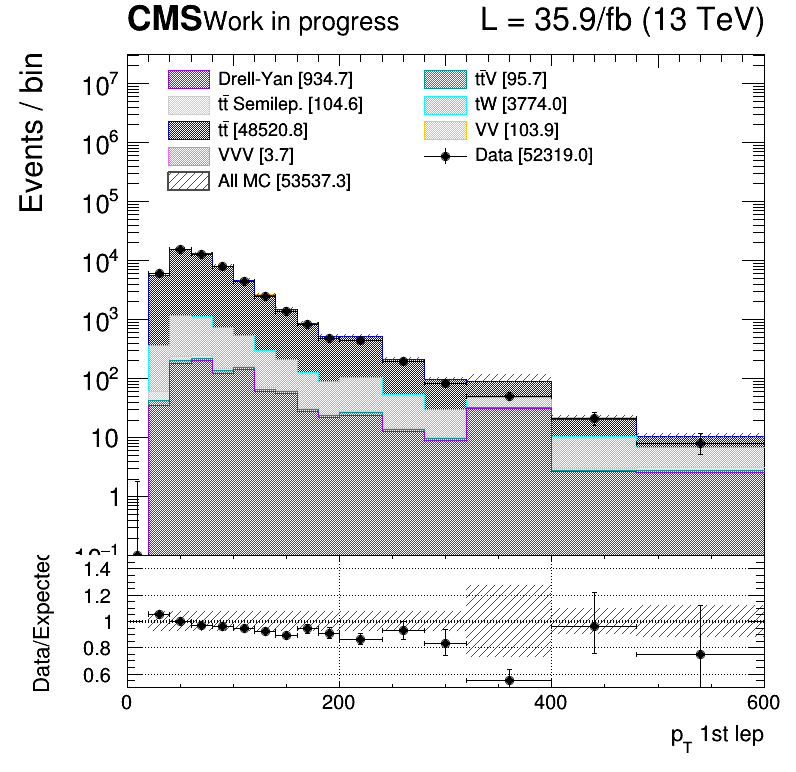 CMS Work in progress L = 35.9/fb (13 TeV)
Events / bin
Drell-Yan [934.7] tt̄V [95.7]
tt̄ Semilep. [104.6] tW [3774.0]
tt̄ [48520.8] VV [103.9]
VVV [3.7] Data [52319.0]
All MC [53537.3]
10⁷
10⁶
10⁵
10⁴
10³
10²
10
1
10⁻¹
Data/Expected
1.4
1.2
1
0.8
0.6
0 200 400 600
p_T 1st lep